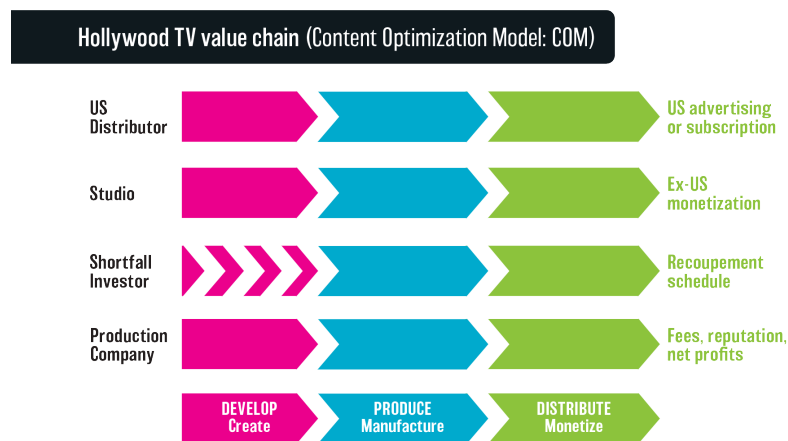 Hollywood TV value chain (Content Optimization Model: COM)
US
Distributor
US advertising
or subscription
Studio
Ex-US
monetization
Shortfall
Investor
Recoupement
schedule
Production
Company
Fees, reputation,
net profits
DEVELOP
Create
PRODUCE
Manufacture
DISTRIBUTE
Monetize